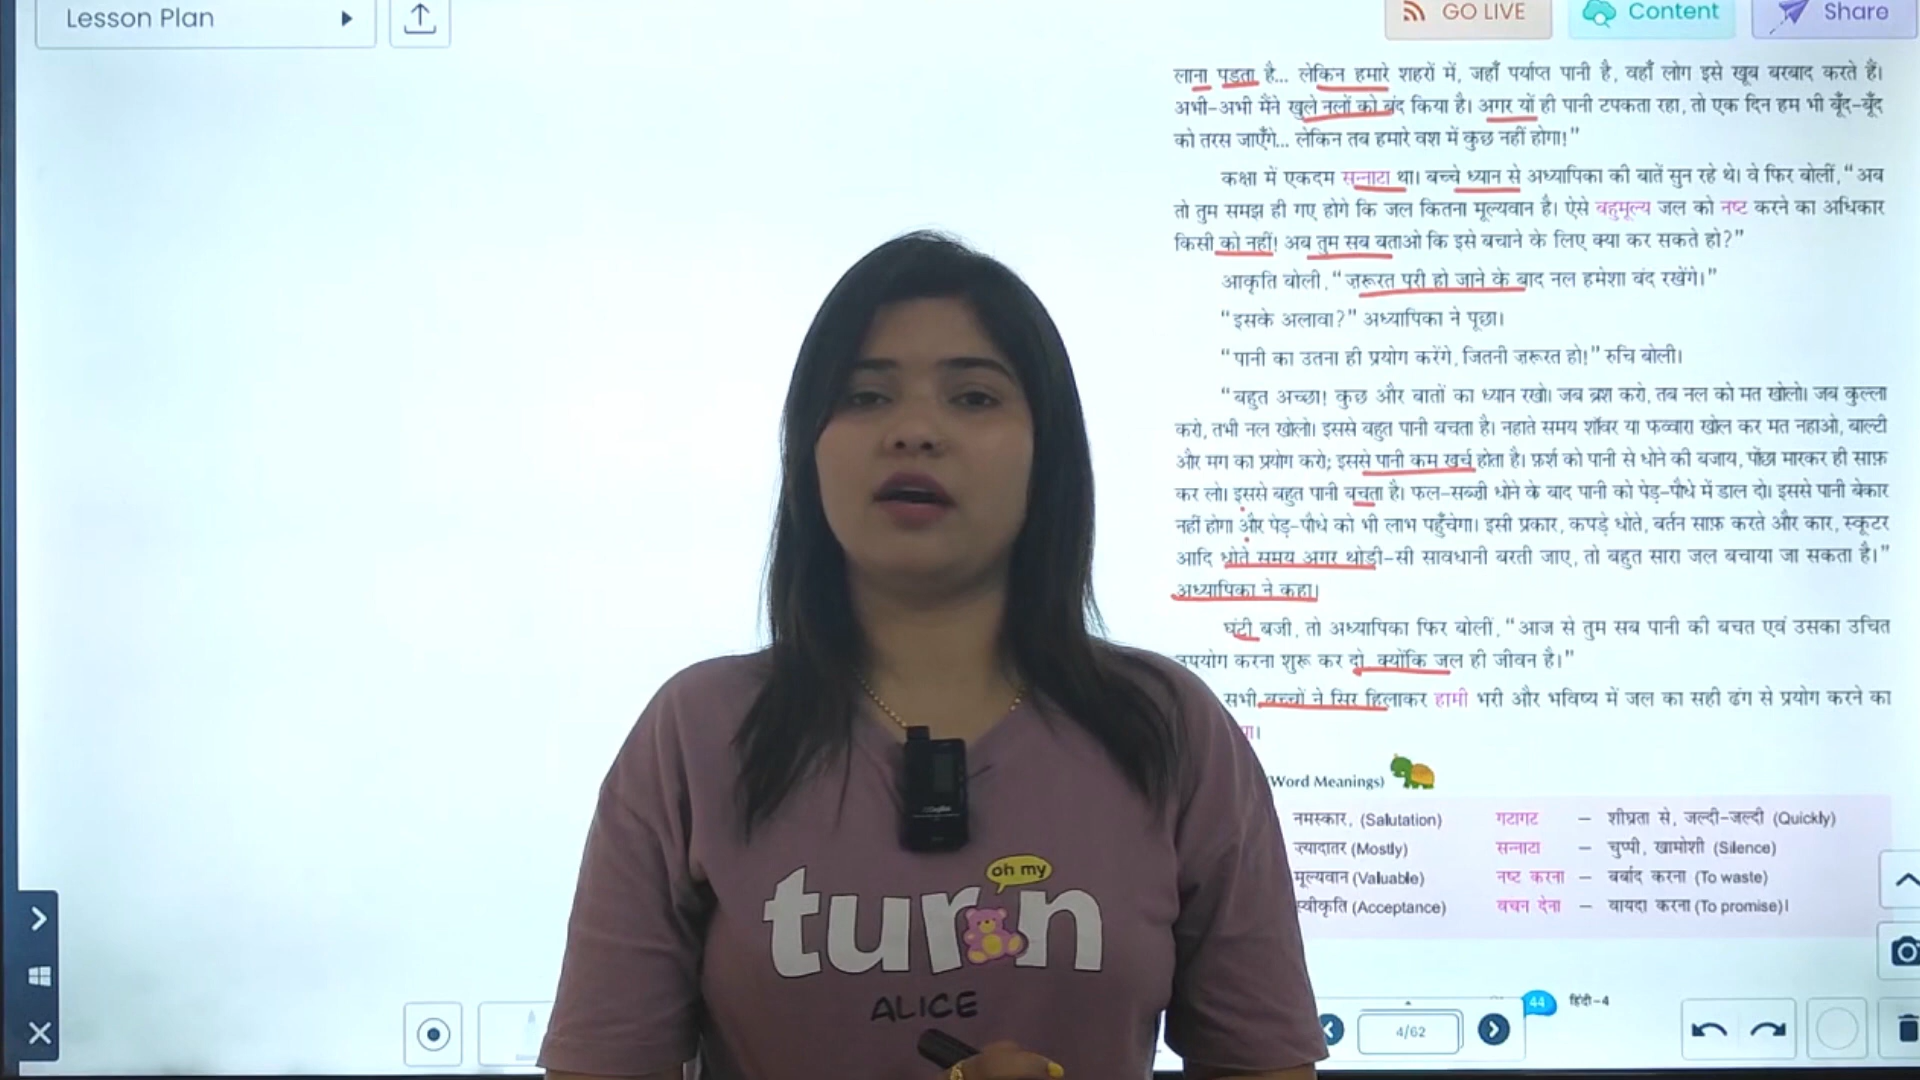 Lesson Plan
GO LIVE
Content
Share
लाना पड़ता है... लेकिन हमारे शहरों में, जहाँ पर्याप्त पानी है, वहाँ लोग इसे खूब बरबाद करते हैं।
अभी-अभी मैंने खुले नलों को बंद किया है। अगर यों ही पानी टपकता रहा, तो एक दिन हम भी बूँद-बूँद
को तरस जाएँगे... लेकिन तब हमारे वश में कुछ नहीं होगा!”
कक्षा में एकदम सन्नाटा था। बच्चे ध्यान से अध्यापिका की बातें सुन रहे थे। वे फिर बोलीं, “अब
तो तुम समझ ही गए होगे कि जल कितना मूल्यवान है। ऐसे बहुमूल्य जल को नष्ट करने का अधिकार
किसी को नहीं! अब तुम सब बताओ कि इसे बचाने के लिए क्या कर सकते हो?”
आकृति बोली, “ज़रूरत पूरी हो जाने के बाद नल हमेशा बंद रखेंगे।”
“इसके अलावा?” अध्यापिका ने पूछा।
“पानी का उतना ही प्रयोग करेंगे, जितनी ज़रूरत हो!” रुचि बोली।
“बहुत अच्छा! कुछ और बातों का ध्यान रखो। जब ब्रश करो, तब नल को मत खोलो। जब कुल्ला
करो, तभी नल खोलो। इससे बहुत पानी बचता है। नहाते समय शॉवर या फव्वारा खोल कर मत नहाओ, बाल्टी
और मग का प्रयोग करो; इससे पानी कम खर्च होता है। फ़र्श को पानी से धोने की बजाय, पोंछा मारकर ही साफ़
कर लो। इससे बहुत पानी बचता है। फल-सब्ज़ी धोने के बाद पानी को पेड़-पौधे में डाल दो। इससे पानी बेकार
नहीं होगा और पेड़-पौधे को भी लाभ पहुँचेगा। इसी प्रकार, कपड़े धोते, बर्तन साफ़ करते और कार, स्कूटर
आदि धोते समय अगर थोड़ी-सी सावधानी बरती जाए, तो बहुत सारा जल बचाया जा सकता है।”
अध्यापिका ने कहा।
घंटी बजी, तो अध्यापिका फिर बोलीं, “आज से तुम सब पानी की बचत एवं उसका उचित
उपयोग करना शुरू कर दो, क्योंकि जल ही जीवन है।”
सभी बच्चों ने सिर हिलाकर हामी भरी और भविष्य में जल का सही ढंग से प्रयोग करने का
(Word Meanings)
नमस्कार, (Salutation) गटागट – शीघ्रता से, जल्दी-जल्दी (Quickly)
ज़्यादातर (Mostly) सन्नाटा – चुप्पी, खामोशी (Silence)
मूल्यवान (Valuable) नष्ट करना – बर्बाद करना (To waste)
स्वीकृति (Acceptance) वचन देना – वायदा करना (To promise)।
44 हिंदी-4
4/62
oh my
turn
ALICE